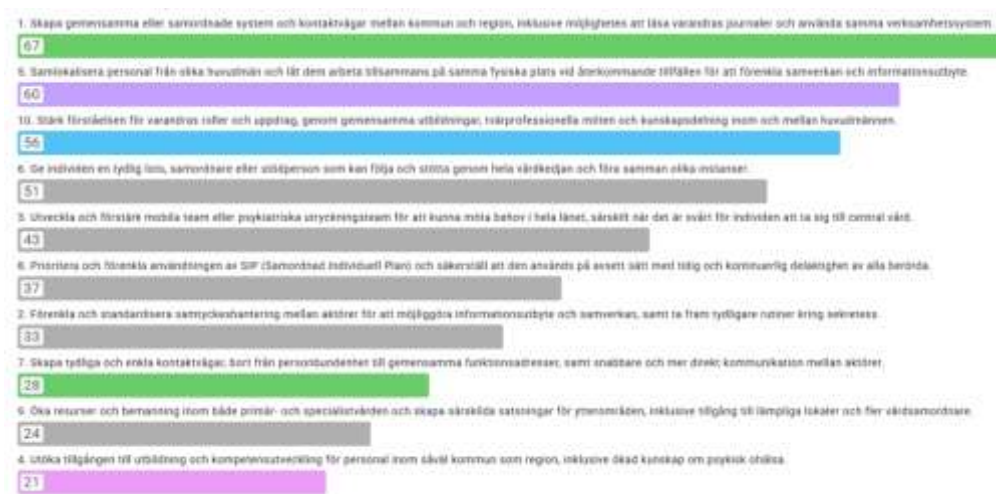 1. Skapa gemensamma eller samordnade system och kontaktvägar mellan kommun och region, inklusive möjligheten att läsa varandras journaler och använda samma verksamhetssystem.
67
5. Samlokalisera personal från olika huvudmän och låt dem arbeta tillsammans på samma fysiska plats vid återkommande tillfällen för att förenkla samverkan och informationsutbyte.
60
10. Stärk förståelsen för varandras roller och uppdrag, genom gemensamma utbildningar, tvärprofessionella möten och kunskapsdelning inom och mellan huvudmännen.
56
6. Ge individen en tydlig lots, samordnare eller stödperson som kan följa och stötta genom hela vårdkedjan och föra samman olika instanser.
51
3. Utveckla och förstärk mobila team eller psykiatriska utryckningsteam för att kunna möta behov i hela länet, särskilt när det är svårt för individen att ta sig till central vård.
43
8. Prioritera och förenkla användningen av SIP (Samordnad Individuell Plan) och säkerställ att den används på avsett sätt med tidig och kontinuerlig delaktighet av alla berörda.
37
2. Förenkla och standardisera samtyckeshantering mellan aktörer för att möjliggöra informationsutbyte och samverkan, samt ta fram tydligare rutiner kring sekretess.
33
7. Skapa tydliga och enkla kontaktvägar, bort från personbundenhet till gemensamma funktionsadresser, samt snabbare och mer direkt kommunikation mellan aktörer.
28
9. Öka resurser och bemanning inom både primär- och specialistvården och skapa särskilda satsningar för ytterområden, inklusive tillgång till lämpliga lokaler och fler vårdsamordnare.
24
4. Utöka tillgången till utbildning och kompetensutveckling för personal inom såväl kommun som region, inklusive ökad kunskap om psykisk ohälsa.
21